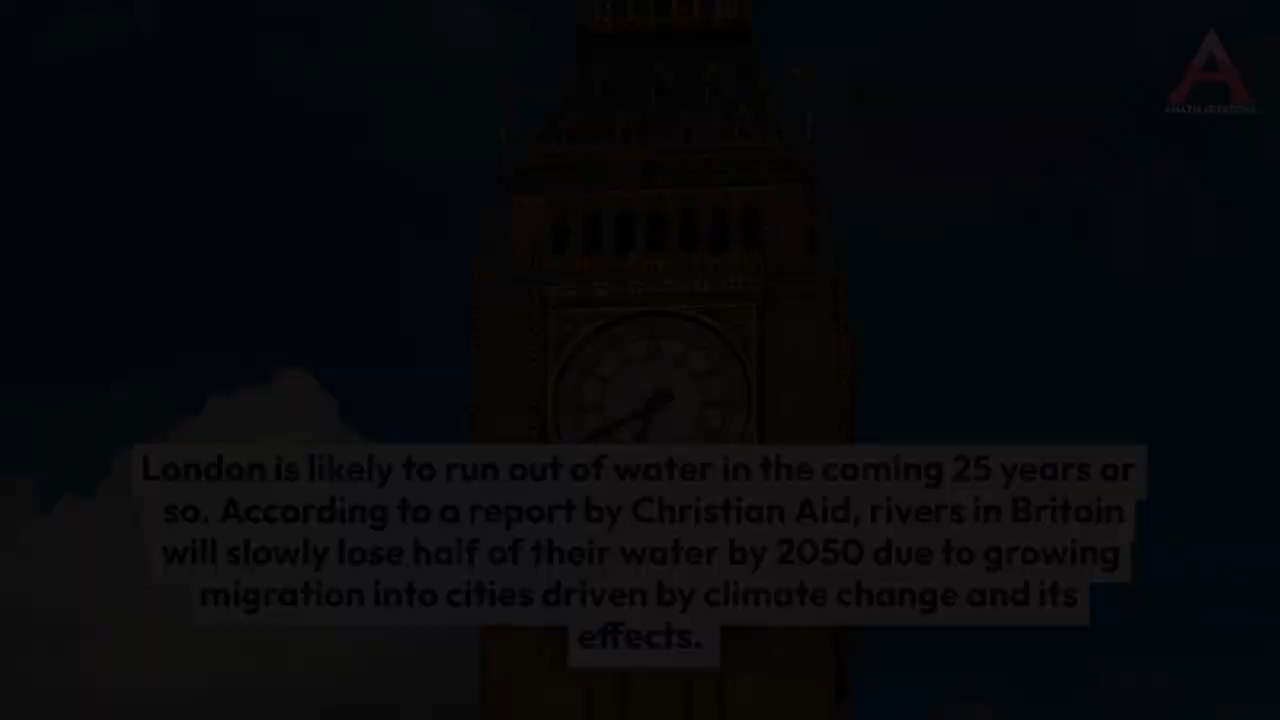 London is likely to run out of water in the coming 25 years or
so. According to a report by Christian Aid, rivers in Britain
will slowly lose half of their water by 2050 due to growing
migration into cities driven by climate change and its
effects.